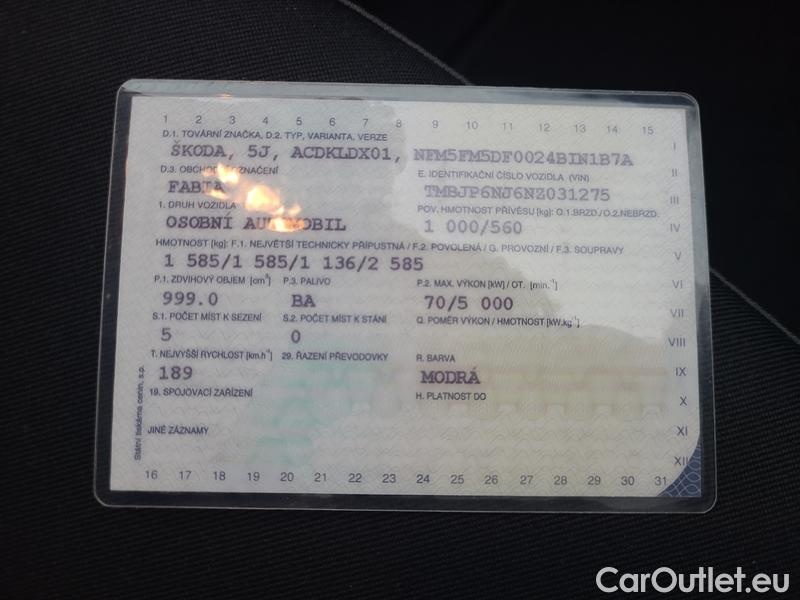 1 2 3 4 5 6 7 8 9 10 11 12 13 14 15
D.1. TOVÁRNÍ ZNAČKA, D.2. TYP, VARIANTA, VERZE
I
ŠKODA, 5J, ACDKLDX01, NFM5FM5DF0024BIN1B7A
D.3. OBCHODNÍ OZNAČENÍ
E. IDENTIFIKAČNÍ ČÍSLO VOZIDLA (VIN)
II
FABIA
TMBJP6NJ6NZ031275
III
1. DRUH VOZIDLA
POV. HMOTNOST PŘÍVĚSU [kg]: O.1.BRZD./O.2.NEBRZD.
OSOBNÍ AUTOMOBIL
1 000/560
IV
HMOTNOST [kg]: F.1. NEJVĚTŠÍ TECHNICKY PŘÍPUSTNÁ / F.2. POVOLENÁ / G. PROVOZNÍ / F.3. SOUPRAVY
V
1 585/1 585/1 136/2 585
P.1. ZDVIHOVÝ OBJEM [cm³]
P.3. PALIVO
P.2. MAX. VÝKON [kW] / OT. [min.⁻¹]
VI
999.0
BA
70/5 000
S.1. POČET MÍST K SEZENÍ
S.2. POČET MÍST K STÁNÍ
Q. POMĚR VÝKON / HMOTNOST [kW.kg⁻¹]
VII
5
0
VIII
T. NEJVYŠŠÍ RYCHLOST [km.h⁻¹]
29. ŘAZENÍ PŘEVODOVKY
R. BARVA
189
MODRÁ
IX
19. SPOJOVACÍ ZAŘÍZENÍ
H. PLATNOST DO
X
JINÉ ZÁZNAMY
XI
XII
16 17 18 19 20 21 22 23 24 25 26 27 28 29 30 31
Státní tiskárna cenin, s.p.
CarOutlet.eu